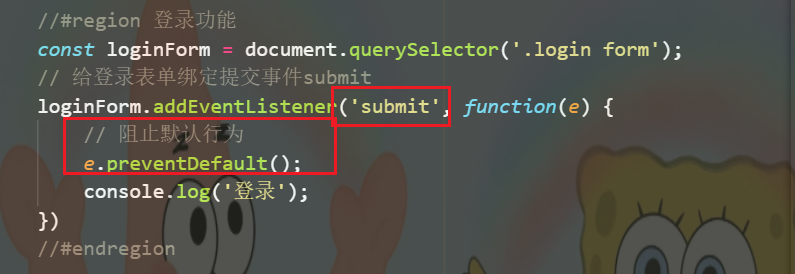 //#region 登录功能
const loginForm = document.querySelector('.login form');
// 给登录表单绑定提交事件submit
loginForm.addEventListener('submit', function(e) {
// 阻止默认行为
e.preventDefault();
console.log('登录');
})
//#endregion